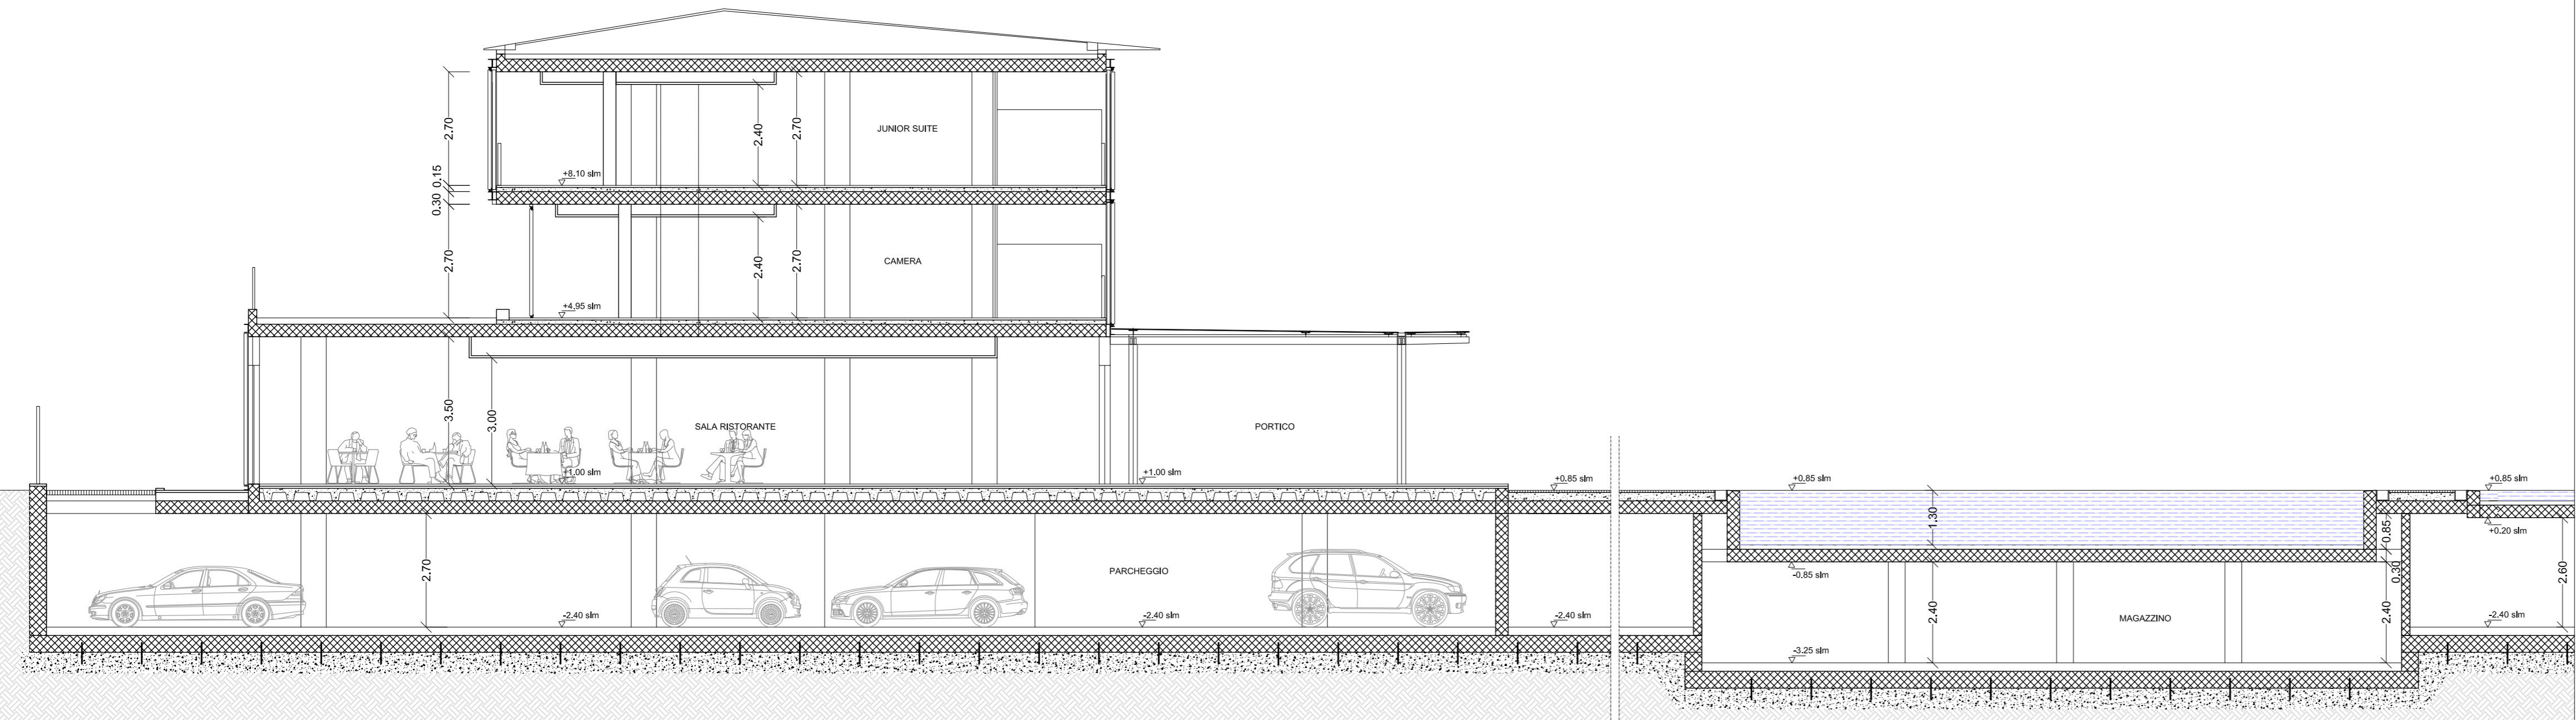 2.70
2.40
2.70
JUNIOR SUITE
0.15
+8.10 slm
0.30
2.70
2.40
2.70
CAMERA
+4.95 slm
3.50
3.00
SALA RISTORANTE
PORTICO
+1.00 slm
+1.00 slm
+0.85 slm
+0.85 slm
+0.85 slm
1.30
0.85
+0.20 slm
2.70
PARCHEGGIO
-0.85 slm
0.30
2.60
-2.40 slm
-2.40 slm
-2.40 slm
2.40
MAGAZZINO
2.40
-2.40 slm
-3.25 slm